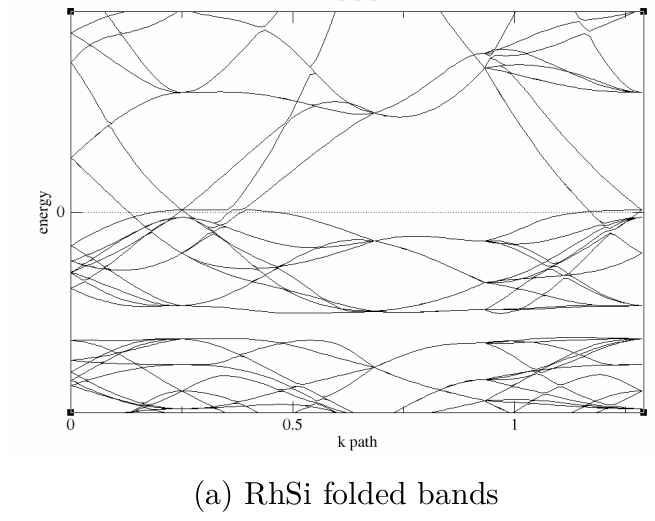 energy
0
0
0.5
1
k path
(a) RhSi folded bands